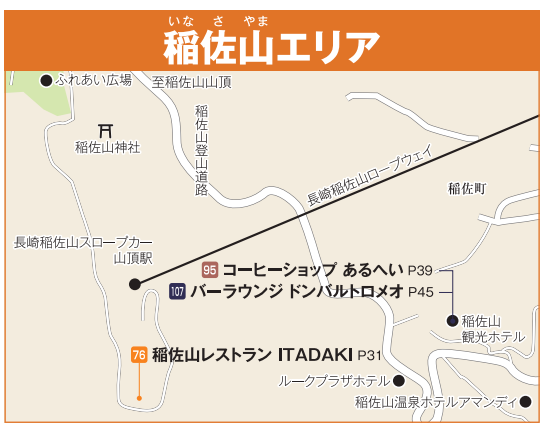 いなさやま
稲佐山エリア
ふれあい広場
至稲佐山山頂
稲佐山登山道路
稲佐山神社
長崎稲佐山ロープウェイ
稲佐町
長崎稲佐山スロープカー
山頂駅
95 コーヒーショップ あるへい P39
107 バーラウンジ ドンバルトロメオ P45
稲佐山
観光ホテル
76 稲佐山レストラン ITADAKI P31
ルークプラザホテル
稲佐山温泉ホテルアマンディ